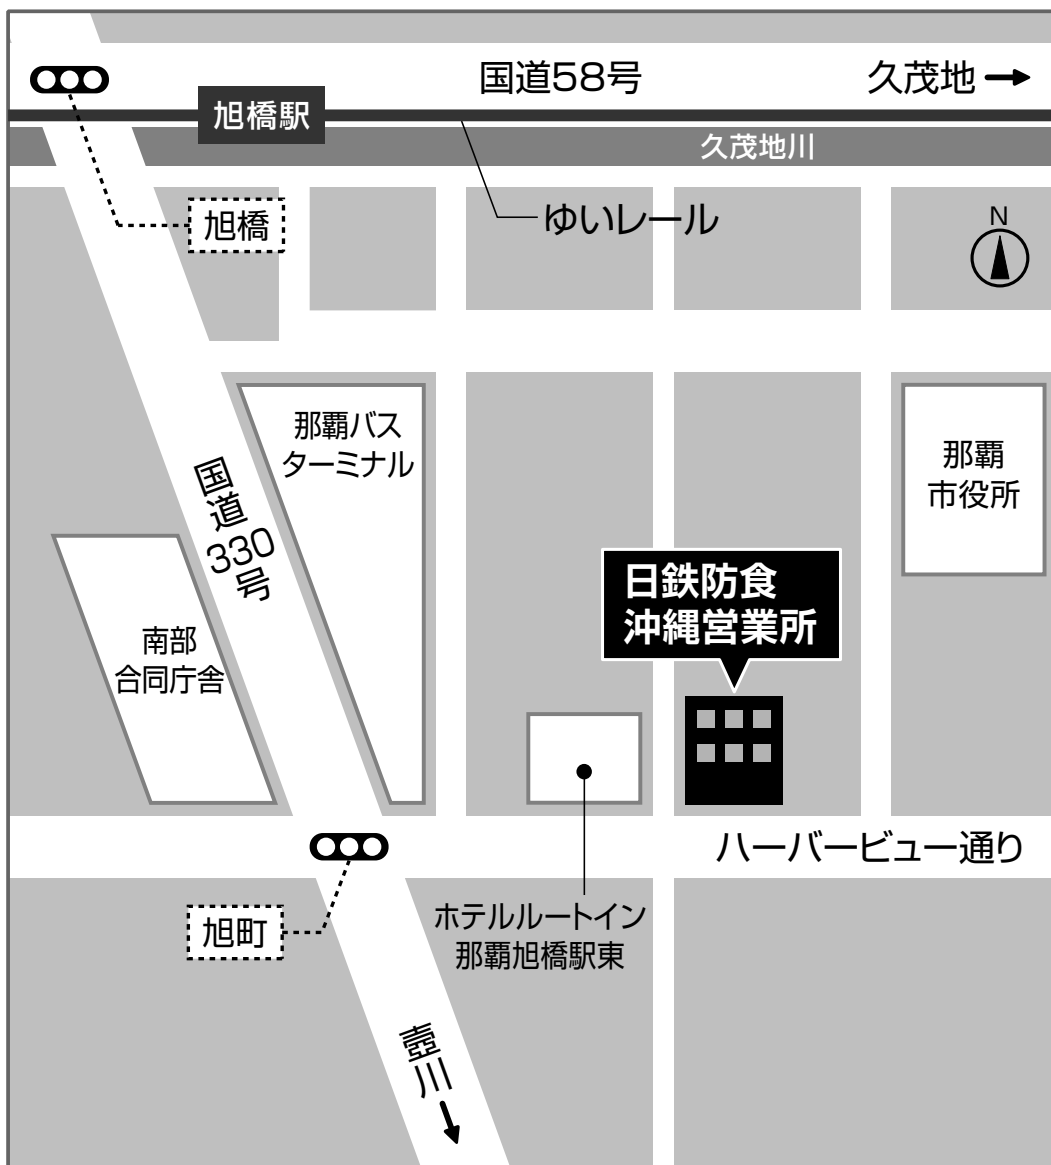 国道58号
久茂地
旭橋駅
久茂地川
旭橋
ゆいレール
N
那覇バス
ターミナル
那覇
市役所
国道330号
日鉄防食
沖縄営業所
南部
合同庁舎
ハーバービュー通り
旭町
ホテルルートイン
那覇旭橋駅東
壺川